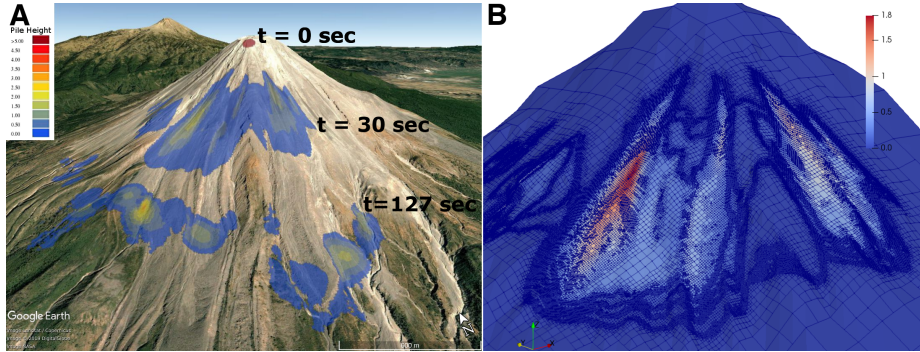 A
B
Pile Height
>5.00
4.50
4.00
3.50
3.00
2.50
2.00
1.50
1.00
0.50
0.00
t = 0 sec
t = 30 sec
t=127 sec
Google Earth
1.8
1
0.0